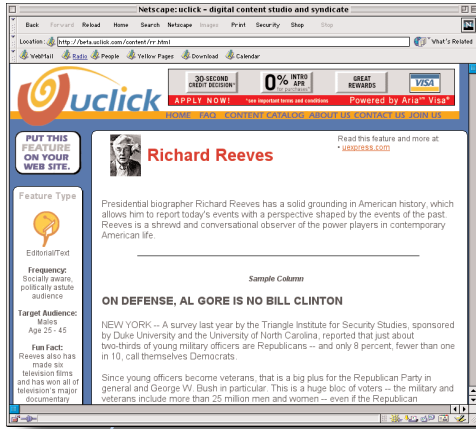 Netscape: uclick - digital content studio and syndicate
Back Forward Reload Home Search Netscape Images Print Security Shop Stop
Location: http://beta.uclick.com/content/rr.html What's Related
WebMail Radio People Yellow Pages Download Calendar
uclick
30-SECOND CREDIT DECISION* 0% INTRO APR for purchases* GREAT REWARDS VISA
APPLY NOW! *see important terms and conditions Powered by Aria℠ Visa®
HOME FAQ CONTENT CATALOG ABOUT US CONTACT US JOIN US
PUT THIS
FEATURE
ON YOUR
WEB SITE.
Feature Type
Editorial/Text
Frequency:
Socially aware,
politically astute
audience
Target Audience:
Males
Age 25 - 45
Fun Fact:
Reeves also has
made six
television films
and has won all of
television's major
documentary
Richard Reeves
Read this feature and more at
• uexpress.com
Presidential biographer Richard Reeves has a solid grounding in American history, which
allows him to report today's events with a perspective shaped by the events of the past.
Reeves is a shrewd and conversational observer of the power players in contemporary
American life.
Sample Column
ON DEFENSE, AL GORE IS NO BILL CLINTON
NEW YORK -- A survey last year by the Triangle Institute for Security Studies, sponsored
by Duke University and the University of North Carolina, reported that just about
two-thirds of young military officers are Republicans -- and only 8 percent, fewer than one
in 10, call themselves Democrats.
Since young officers become veterans, that is a big plus for the Republican Party in
general and George W. Bush in particular. This is a huge bloc of voters -- the military and
veterans include more than 25 million men and women -- even if the Republican